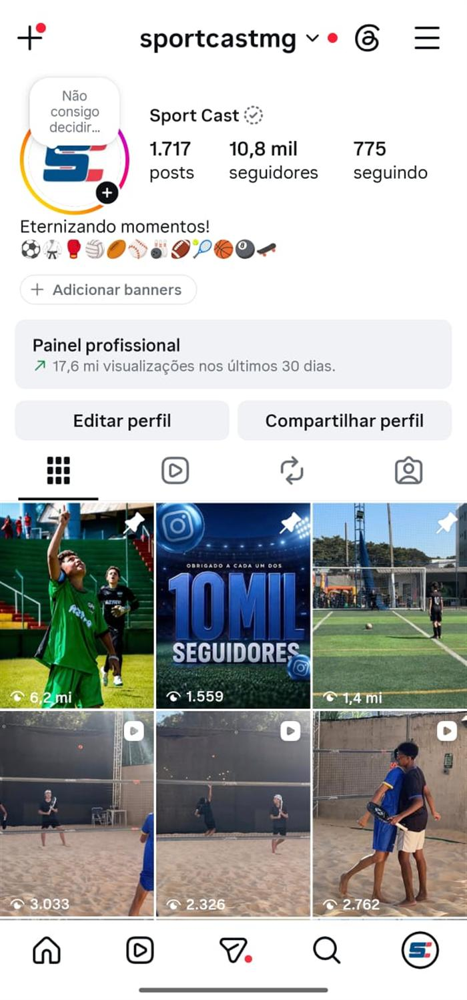 sportcastmg
Não
consigo
decidir...
Sport Cast
1.717
posts
10,8 mil
seguidores
775
seguindo
Eternizando momentos!
Adicionar banners
Painel profissional
17,6 mi visualizações nos últimos 30 dias.
Editar perfil
Compartilhar perfil
OBRIGADO A CADA UM DOS
10MIL
SEGUIDORES
6,2 mi
1.559
1,4 mi
3.033
2.326
2.762